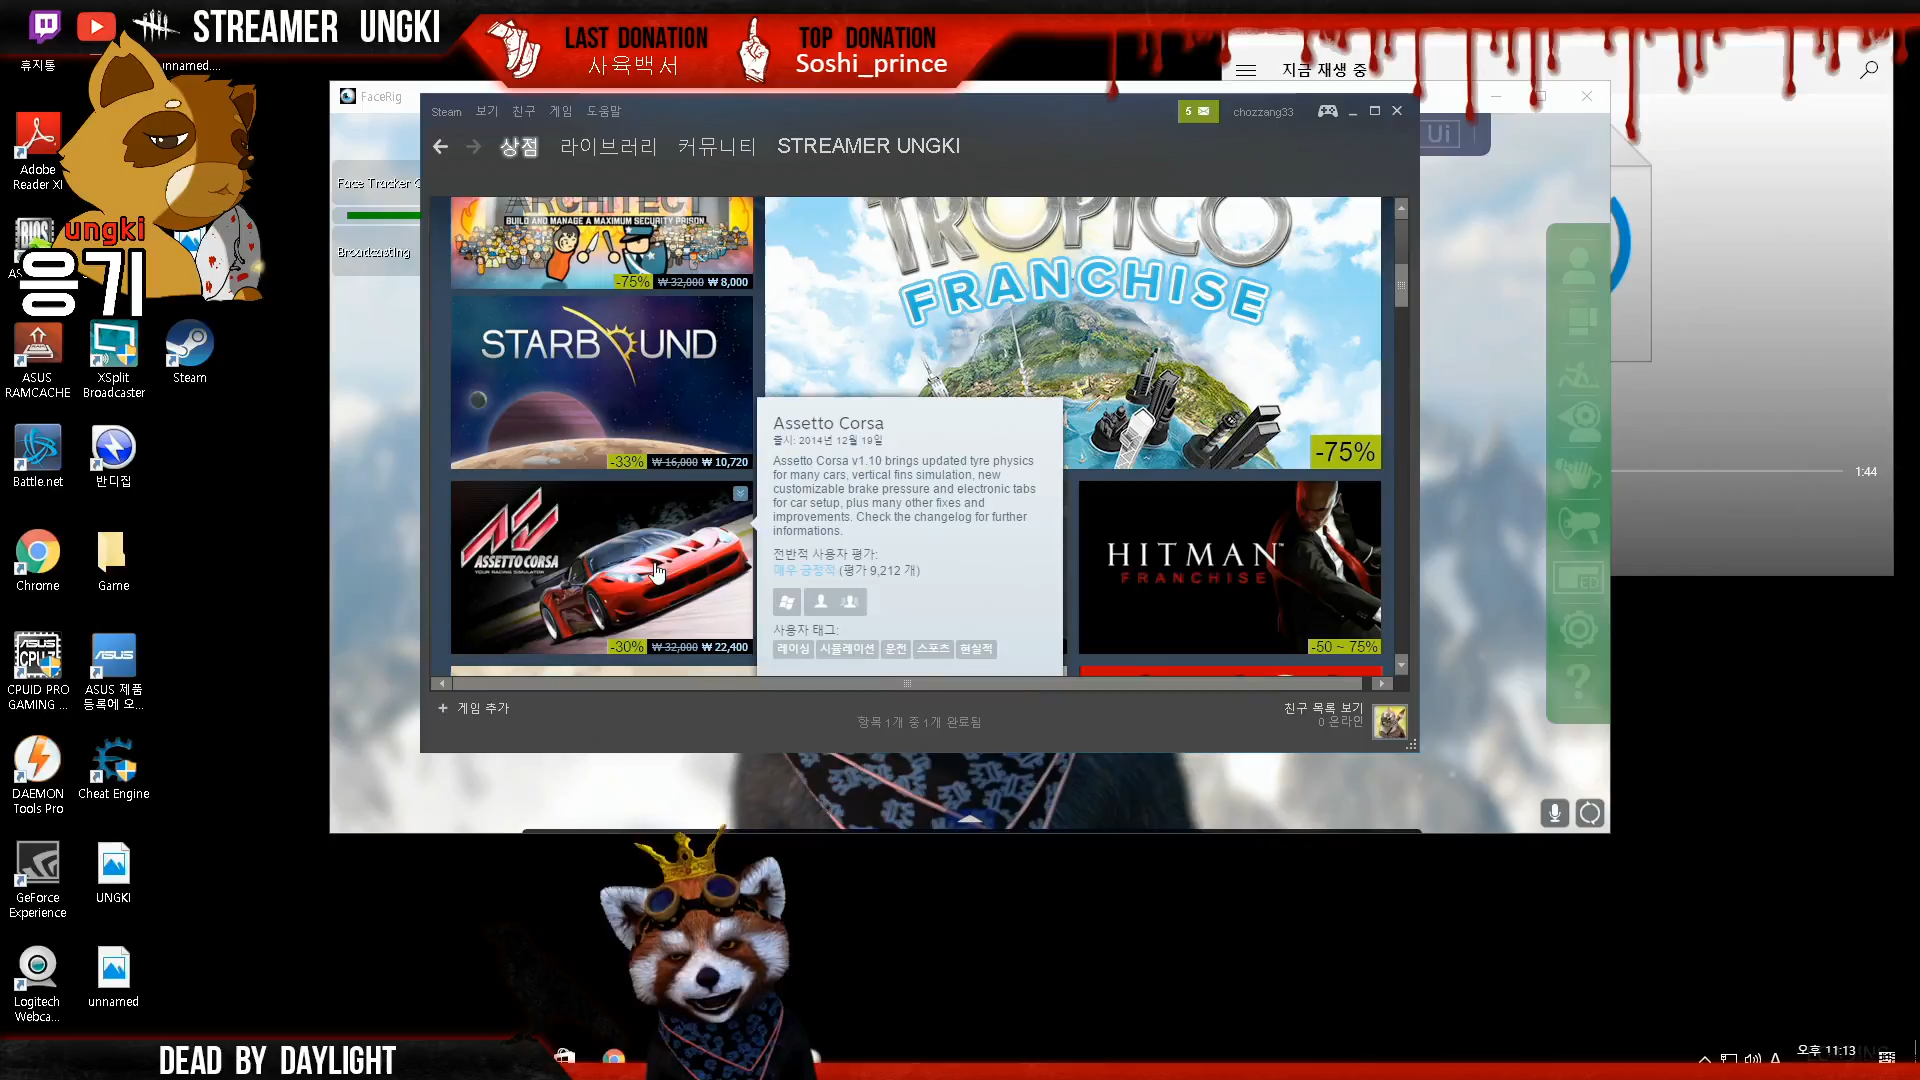 STREAMER UNGKI
LAST DONATION
사육백서
TOP DONATION
Soshi_prince
휴지통
unnamed....
지금 재생 중
FaceRig
Steam 보기 친구 게임 도움말
5
chozzang33
상점 라이브러리 커뮤니티 STREAMER UNGKI
Ui
Adobe
Reader XI
Face Tracker
Broadcasting
BIOS
ungki
응기
ARCHITECT
BUILD AND MANAGE A MAXIMUM SECURITY PRISON
-75% ₩ 32,000 ₩ 8,000
TROPICO
FRANCHISE
-75%
STARBOUND
-33% ₩ 16,000 ₩ 10,720
ASUS
RAMCACHE
XSplit
Broadcaster
Steam
Assetto Corsa
출시: 2014년 12월 19일
Assetto Corsa v1.10 brings updated tyre physics
for many cars, vertical fins simulation, new
customizable brake pressure and electronic tabs
for car setup, plus many other fixes and
improvements. Check the changelog for further
informations.
전반적 사용자 평가:
매우 긍정적 (평가 9,212 개)
사용자 태그:
레이싱 시뮬레이션 운전 스포츠 현실적
1:44
Battle.net
반디집
ASSETTO CORSA
YOUR RACING SIMULATOR
-30% ₩ 32,000 ₩ 22,400
HITMAN
FRANCHISE
-50 ~ 75%
ED
Chrome
Game
ASUS
CPU-Z
ASUS
CPUID PRO
GAMING ...
ASUS 제품
등록에 오...
+ 게임 추가
항목 1개 중 1개 완료됨
친구 목록 보기
0 온라인
DAEMON
Tools Pro
Cheat Engine
GeForce
Experience
UNGKI
Logitech
Webca...
unnamed
DEAD BY DAYLIGHT
A
오후 11:13